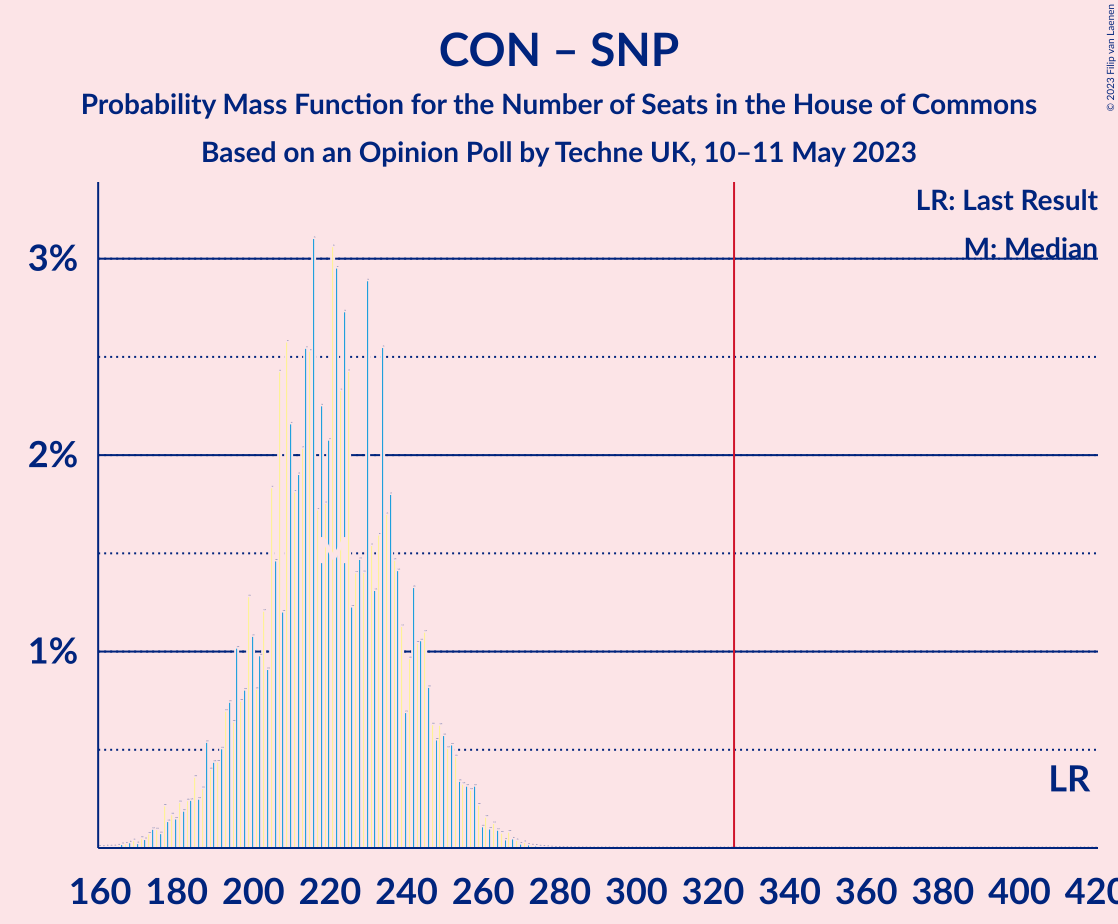 CON – SNP
Probability Mass Function for the Number of Seats in the House of Commons
Based on an Opinion Poll by Techne UK, 10–11 May 2023
© 2023 Filip van Laenen
LR: Last Result
M: Median
3%
2%
1%
LR
160 180 200 220 240 260 280 300 320 340 360 380 400 420